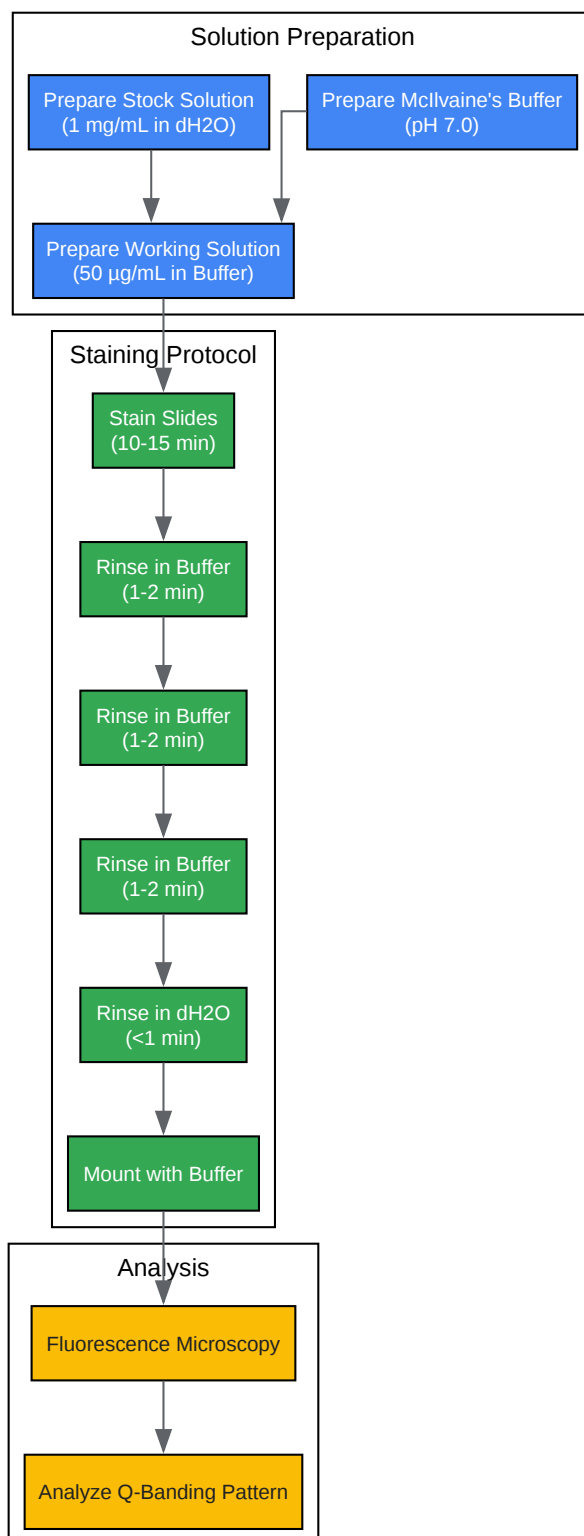 Solution Preparation
Prepare Stock Solution
(1 mg/mL in dH2O)
Prepare McIlvaine's Buffer
(pH 7.0)
Prepare Working Solution
(50 µg/mL in Buffer)
Staining Protocol
Stain Slides
(10-15 min)
Rinse in Buffer
(1-2 min)
Rinse in Buffer
(1-2 min)
Rinse in Buffer
(1-2 min)
Rinse in dH2O
(<1 min)
Mount with Buffer
Analysis
Fluorescence Microscopy
Analyze Q-Banding Pattern